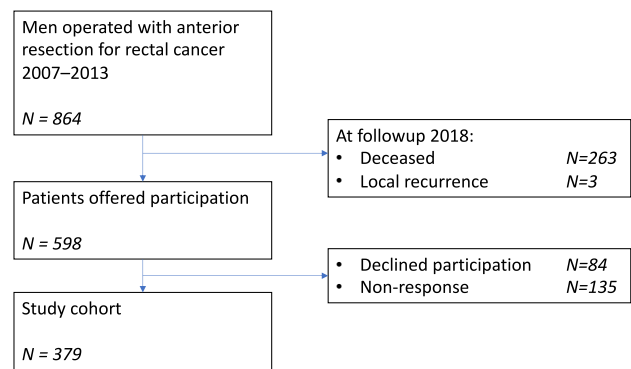 Men operated with anterior
resection for rectal cancer
2007–2013
N = 864
At followup 2018:
• Deceased N=263
• Local recurrence N=3
Patients offered participation
N = 598
• Declined participation N=84
• Non-response N=135
Study cohort
N = 379